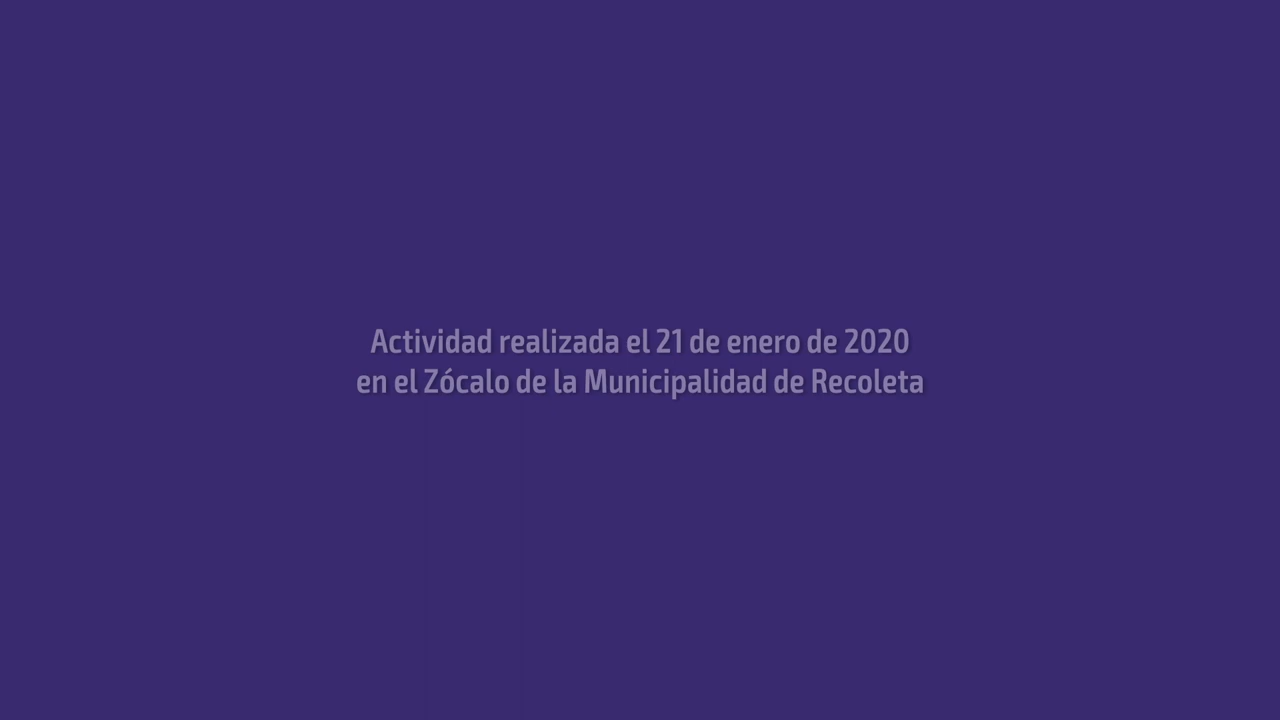 Actividad realizada el 21 de enero de 2020
en el Zócalo de la Municipalidad de Recoleta